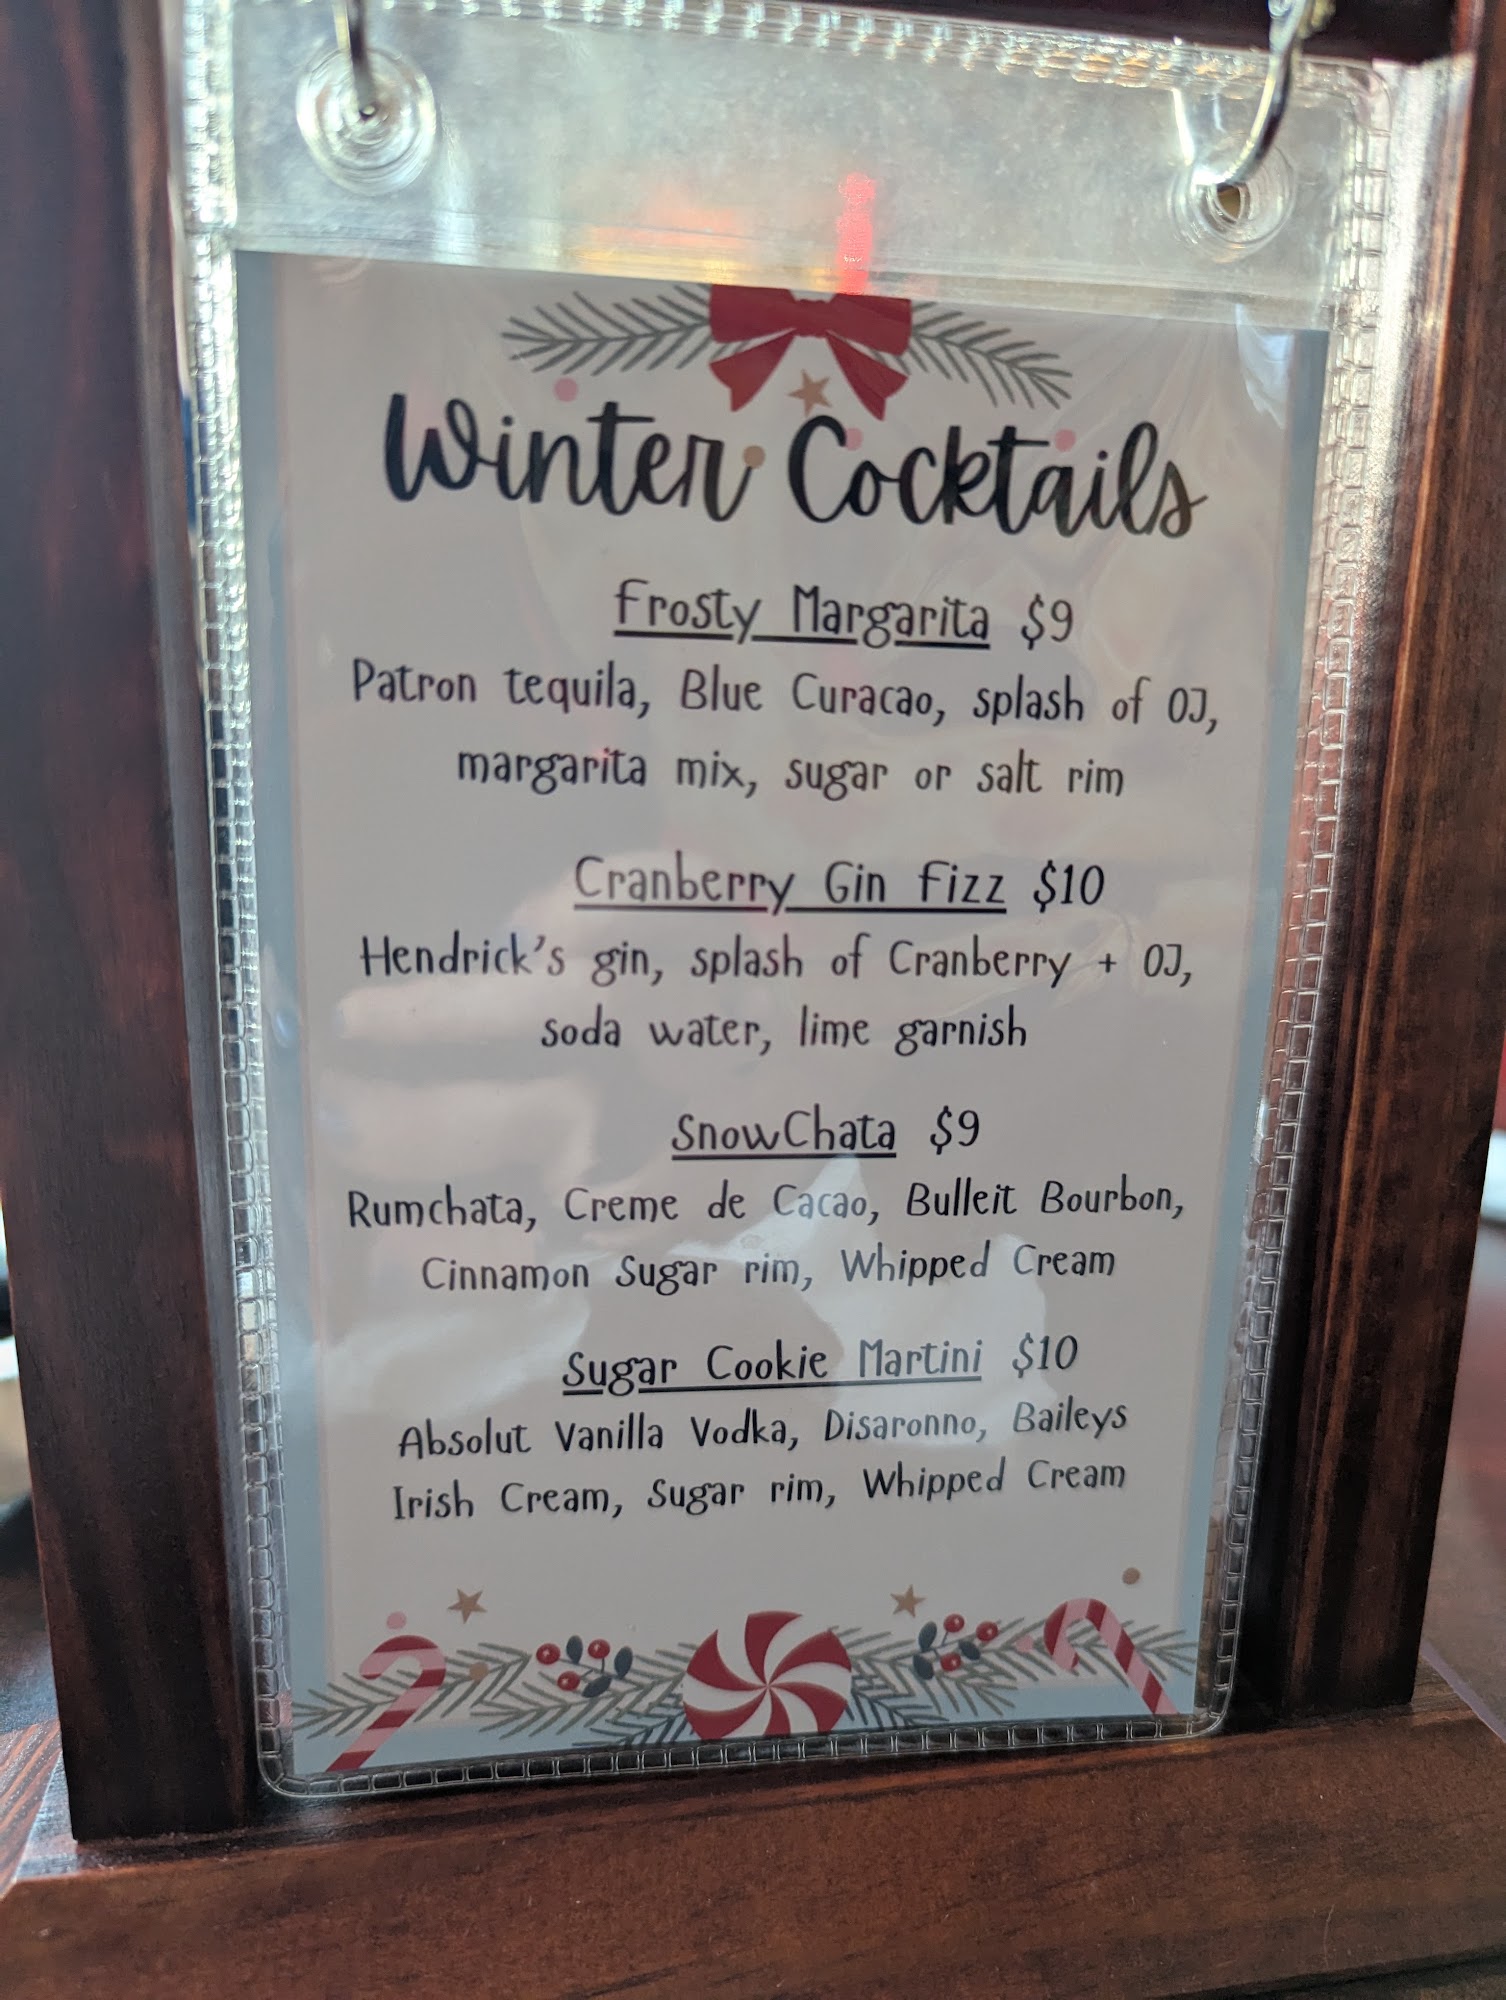 Winter Cocktails
Frosty Margarita $9
Patron tequila, Blue Curacao, splash of OJ,
margarita mix, sugar or salt rim
Cranberry Gin Fizz $10
Hendrick's gin, splash of Cranberry + OJ,
soda water, lime garnish
SnowChata $9
Rumchata, Creme de Cacao, Bulleit Bourbon,
Cinnamon Sugar rim, Whipped Cream
Sugar Cookie Martini $10
Absolut Vanilla Vodka, Disaronno, Baileys
Irish Cream, Sugar rim, Whipped Cream